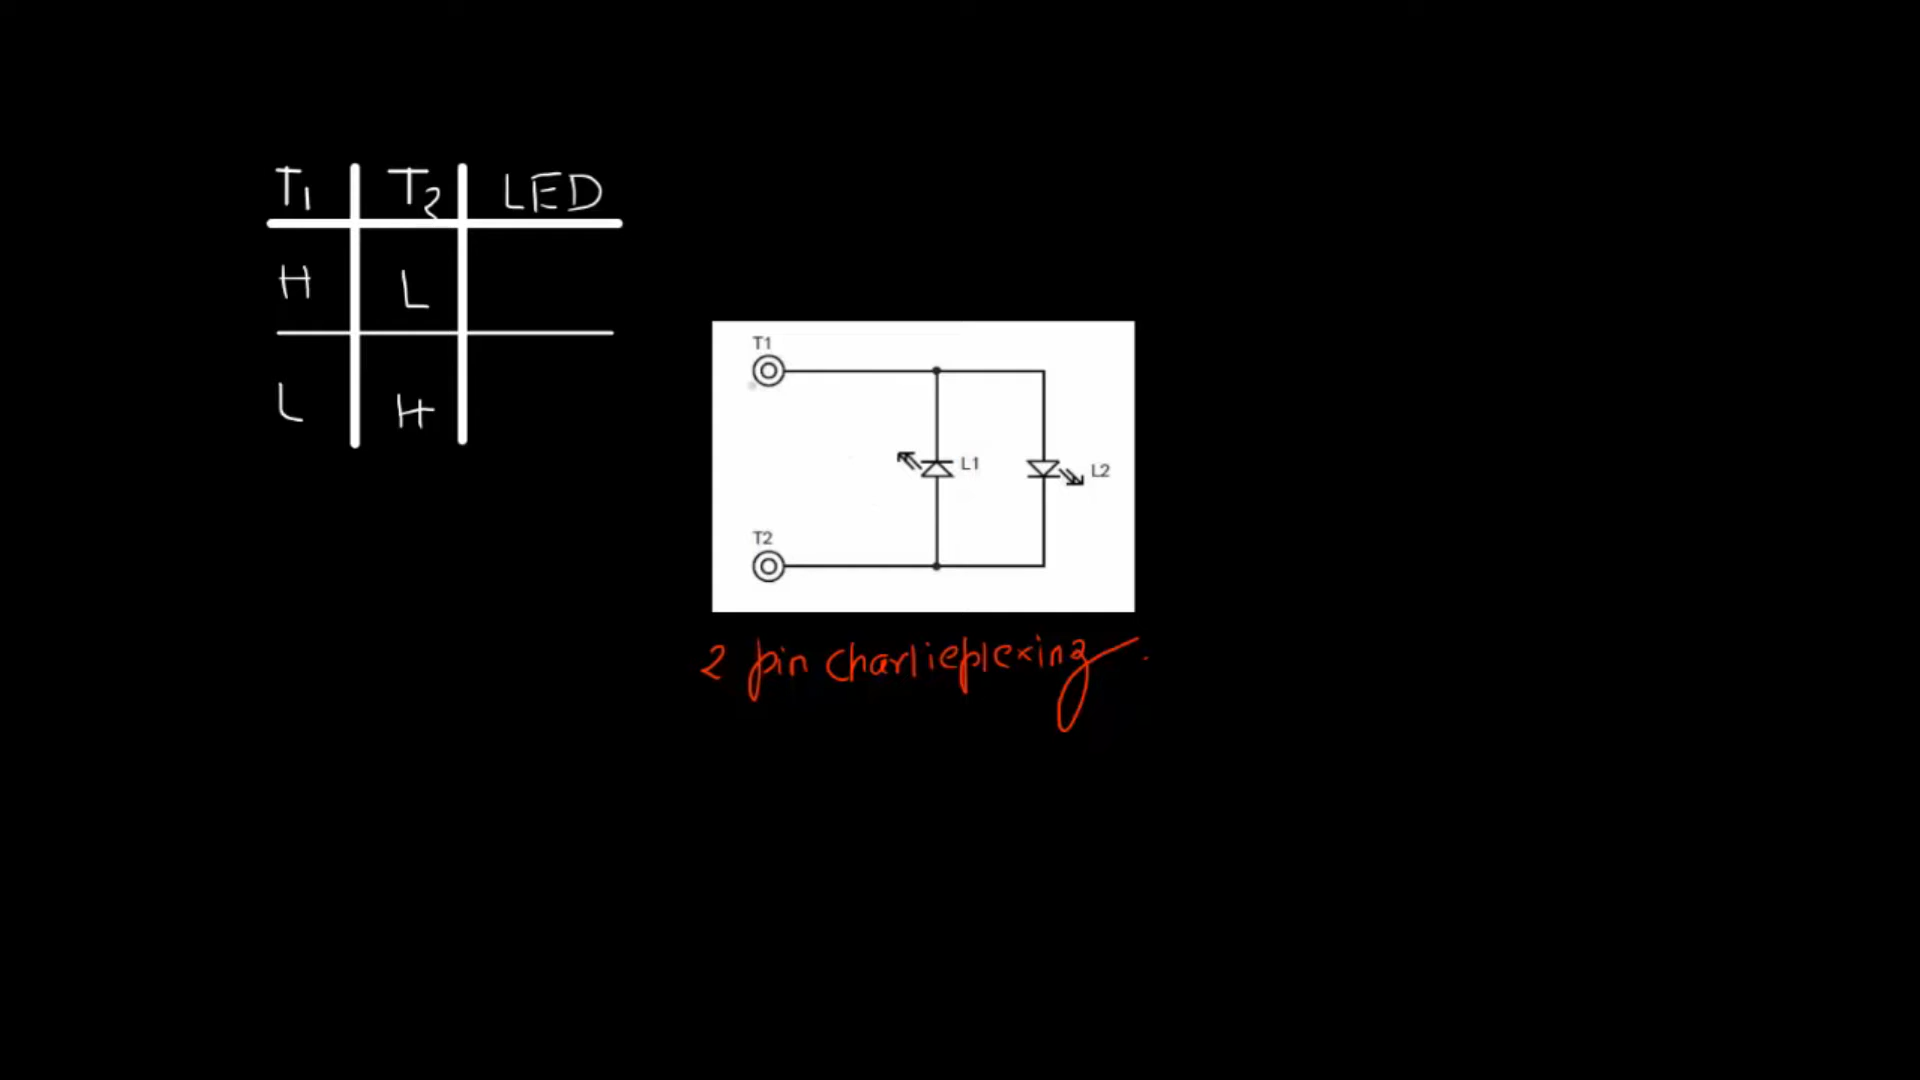 T1 T2 LED
H L
L H
T1
L1 L2
T2
2 pin charlieplexing.